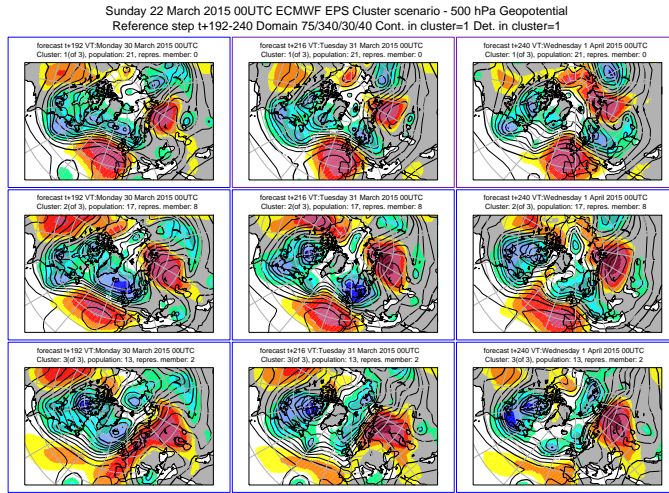 Sunday 22 March 2015 00UTC ECMWF EPS Cluster scenario - 500 hPa Geopotential
Reference step t+192-240 Domain 75/340/30/40 Cont. in cluster=1 Det. in cluster=1
forecast t+192 VT:Monday 30 March 2015 00UTC
Cluster: 1(of 3), population: 21, repres. member: 0
forecast t+216 VT:Tuesday 31 March 2015 00UTC
Cluster: 1(of 3), population: 21, repres. member: 0
forecast t+240 VT:Wednesday 1 April 2015 00UTC
Cluster: 1(of 3), population: 21, repres. member: 0
forecast t+192 VT:Monday 30 March 2015 00UTC
Cluster: 2(of 3), population: 17, repres. member: 8
forecast t+216 VT:Tuesday 31 March 2015 00UTC
Cluster: 2(of 3), population: 17, repres. member: 8
forecast t+240 VT:Wednesday 1 April 2015 00UTC
Cluster: 2(of 3), population: 17, repres. member: 8
forecast t+192 VT:Monday 30 March 2015 00UTC
Cluster: 3(of 3), population: 13, repres. member: 2
forecast t+216 VT:Tuesday 31 March 2015 00UTC
Cluster: 3(of 3), population: 13, repres. member: 2
forecast t+240 VT:Wednesday 1 April 2015 00UTC
Cluster: 3(of 3), population: 13, repres. member: 2